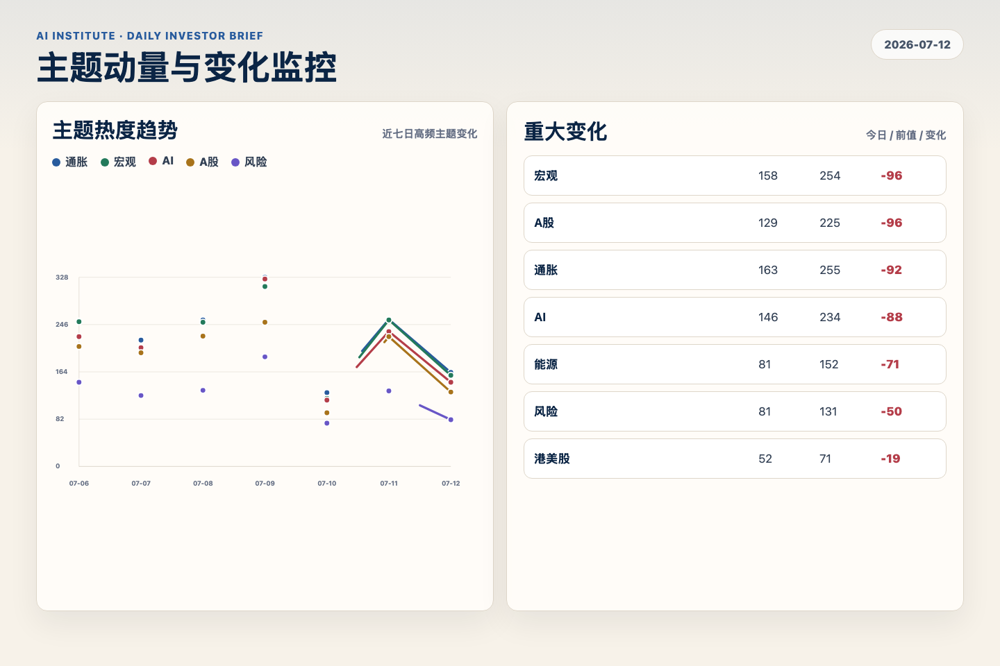 AI INSTITUTE · DAILY INVESTOR BRIEF
主题动量与变化监控
2026-07-12
主题热度趋势
近七日高频主题变化
通胀 宏观 AI A股 风险
328
246
164
82
0
07-06 07-07 07-08 07-09 07-10 07-11 07-12
重大变化
今日 / 前值 / 变化
宏观 158 254 -96
A股 129 225 -96
通胀 163 255 -92
AI 146 234 -88
能源 81 152 -71
风险 81 131 -50
港美股 52 71 -19